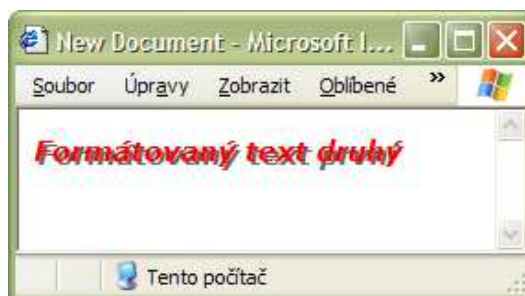 New Document - Microsoft I...
Soubor Úpravy Zobrazit Oblíbené »
Formátovaný text druhý
Tento počítač